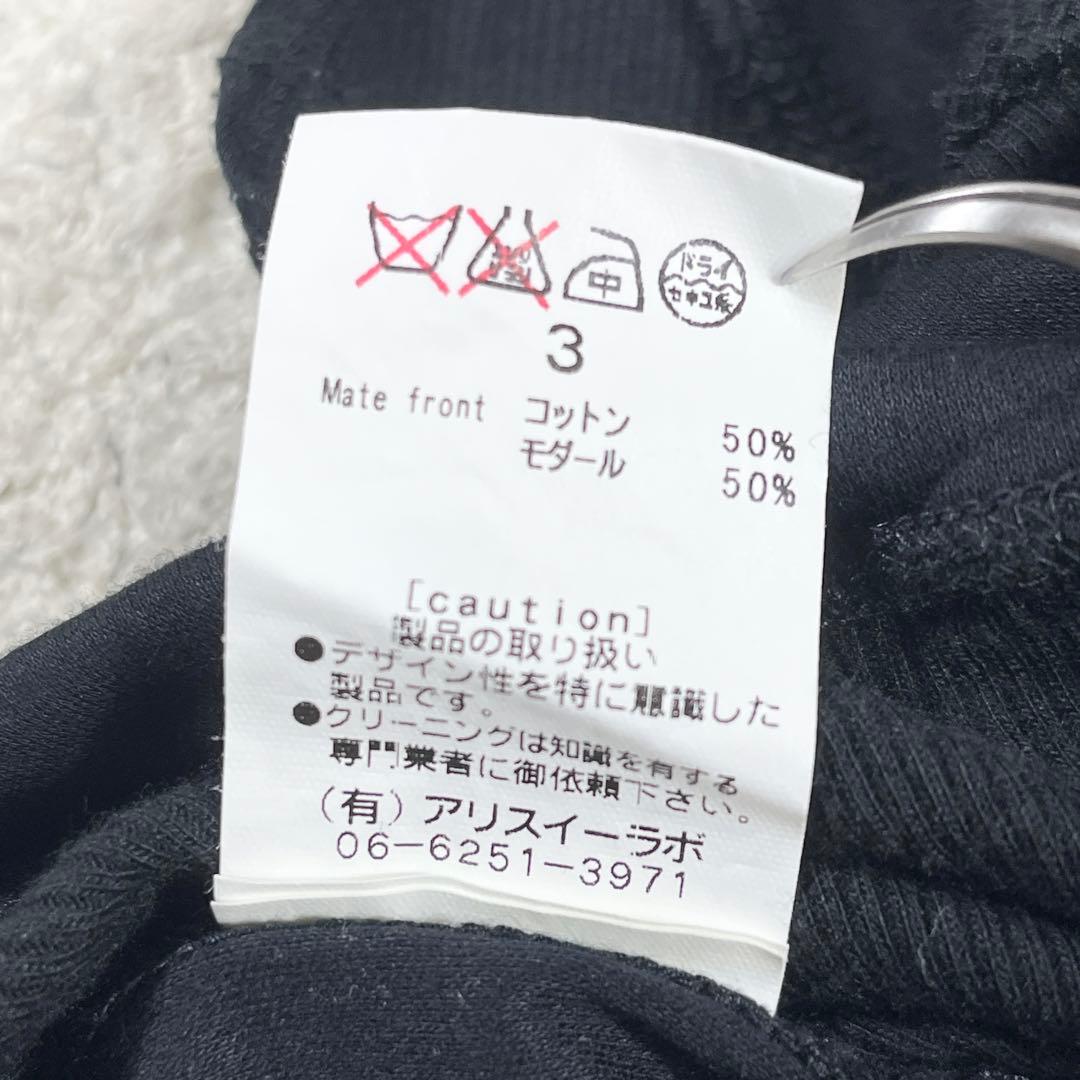 中
ドライ
セキユ系
3
Mate front コットン 50%
モダール 50%
[caution]
製品の取り扱い
●デザイン性を特に意識した
製品です。
●クリーニングは知識を有する
専門業者に御依頼下さい。
(有)アリスイーラボ
06-6251-3971